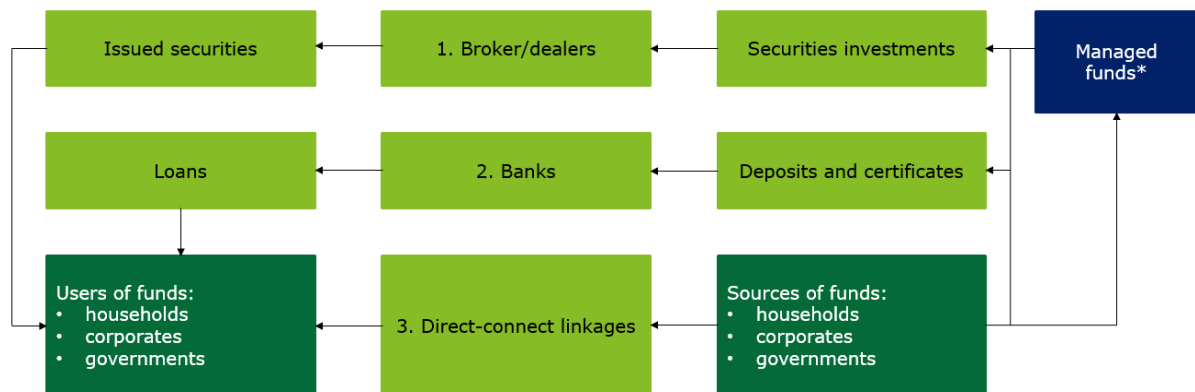 Issued securities
1. Broker/dealers
Securities investments
Managed
funds*
Loans
2. Banks
Deposits and certificates
Users of funds:
• households
• corporates
• governments
3. Direct-connect linkages
Sources of funds:
• households
• corporates
• governments